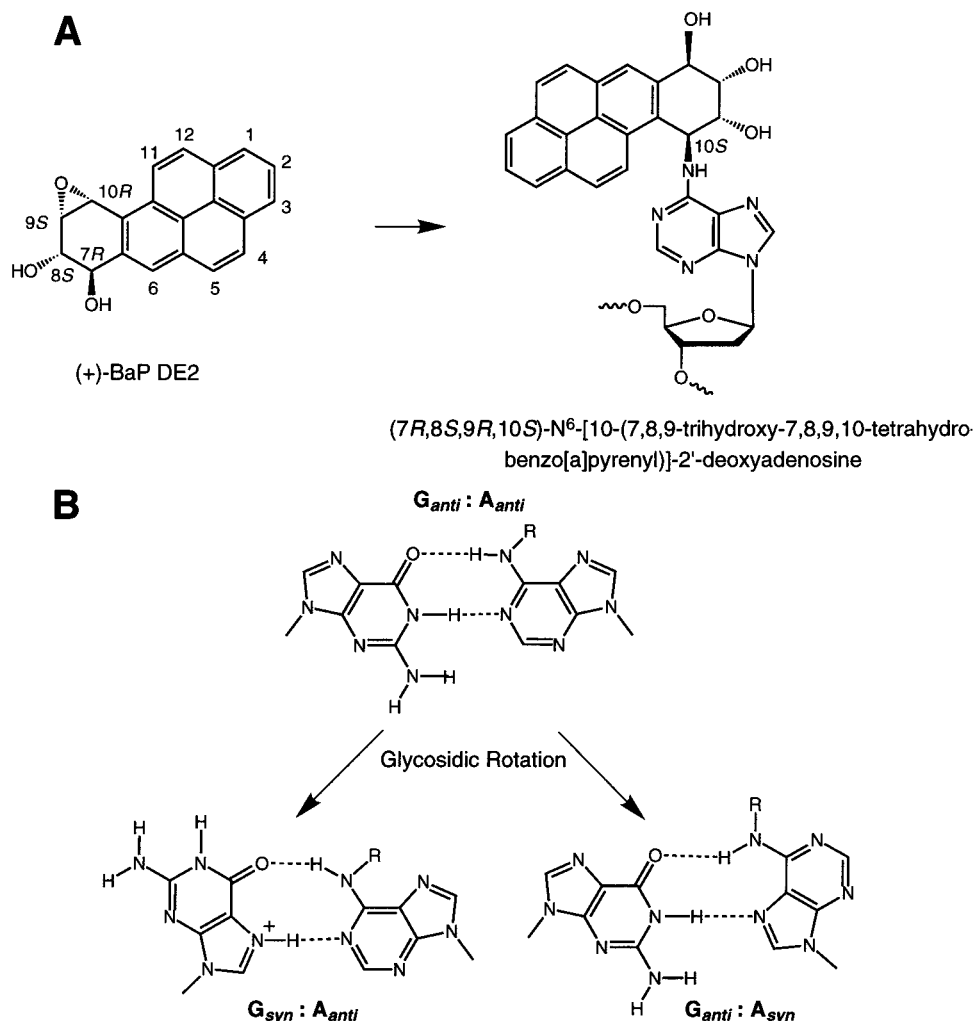 A
OH
OH
OH
10S
NH
N
N
N
N
O
O
O
12
1
11
2
10R
O
3
9S
7R
4
HO
8S
6
5
OH
(+)-BaP DE2
(7R,8S,9R,10S)-N⁶-[10-(7,8,9-trihydroxy-7,8,9,10-tetrahydro-
benzo[a]pyrenyl)]-2'-deoxyadenosine
B
Ganti : Aanti
R
N
O
H
N
N
N
N
H
N
N
N
N
N
H
H
Glycosidic Rotation
H
H
R
N
N
O
H
N
N
H
N
N
+
N
H
N
N
N
N
Gsyn : Aanti
R
N
O
H
N
N
N
N
H
N
N
N
N
N
H
H
Ganti : Asyn